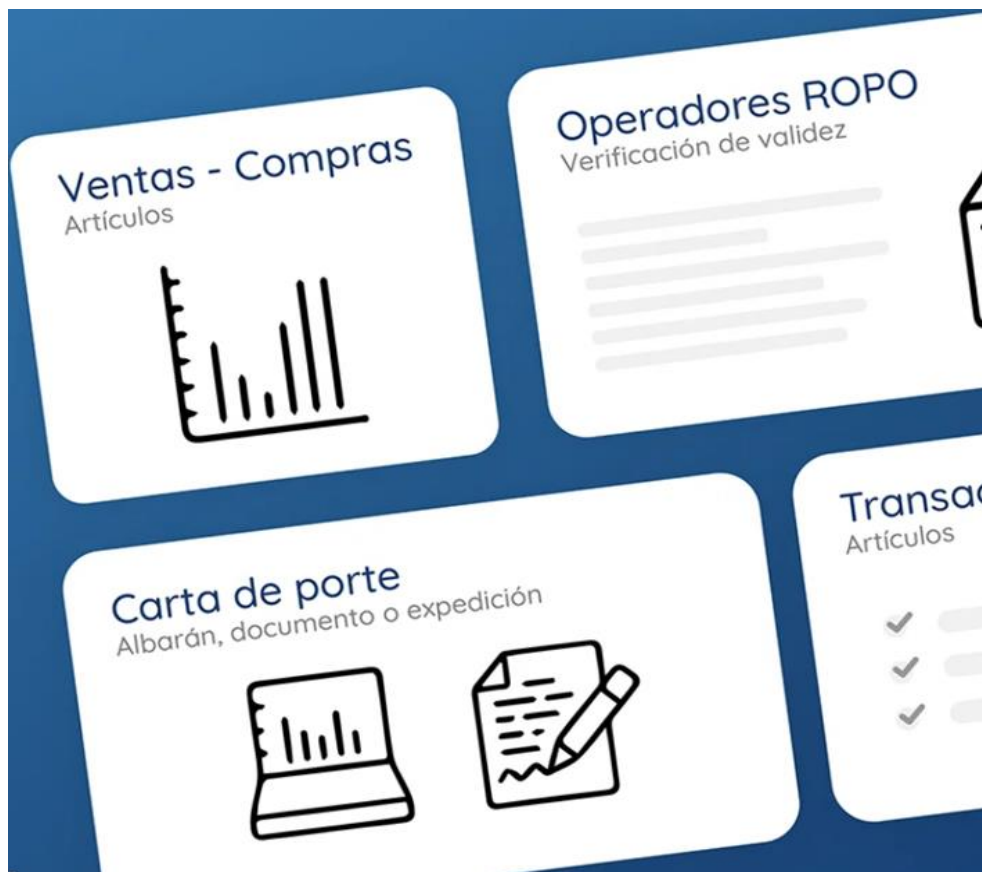 Ventas - Compras
Artículos
Operadores ROPO
Verificación de validez
Carta de porte
Albarán, documento o expedición
Artículos